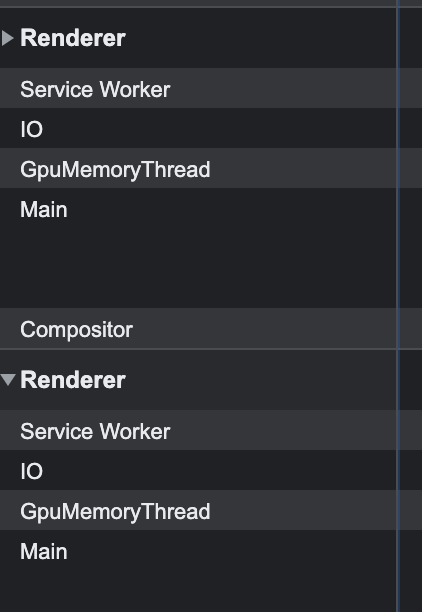 Renderer
Service Worker
IO
GpuMemoryThread
Main
Compositor
Renderer
Service Worker
IO
GpuMemoryThread
Main